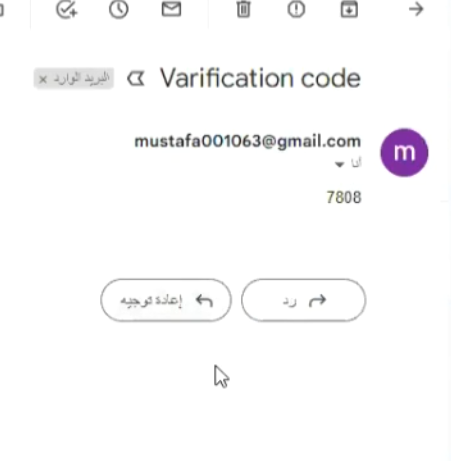 Varification code البريد الوارد ×
mustafa001063@gmail.com
m
أنا
7808
رد
إعادة توجيه